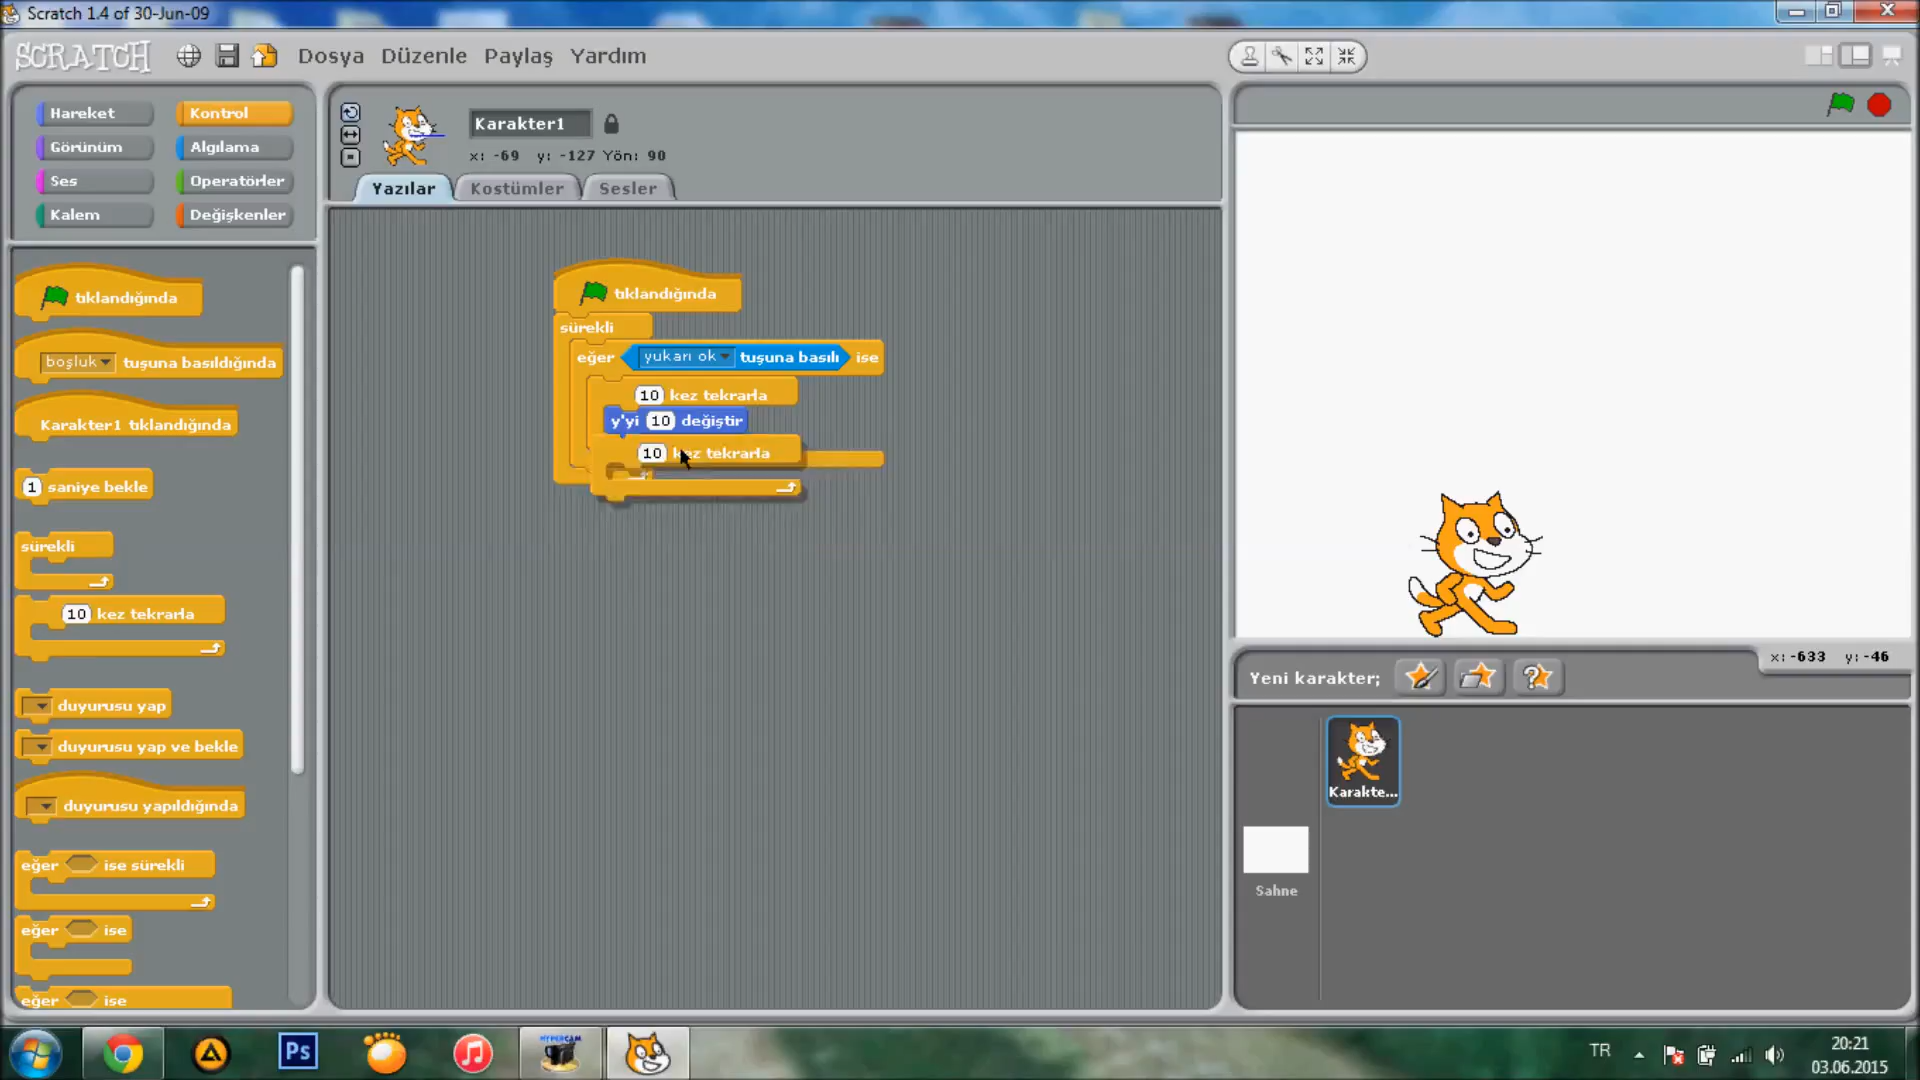 Scratch 1.4 of 30-Jun-09
SCRATCH
Dosya Düzenle Paylaş Yardım
Hareket Kontrol
Görünüm Algılama
Ses Operatörler
Kalem Değişkenler
Karakter1
x: -69 y: -127 Yön: 90
Yazılar Kostümler Sesler
tıklandığında
boşluk tuşuna basıldığında
Karakter1 tıklandığında
1 saniye bekle
sürekli
10 kez tekrarla
duyurusu yap
duyurusu yap ve bekle
duyurusu yapıldığında
eğer ise sürekli
eğer ise
eğer ise
tıklandığında
sürekli
eğer yukarı ok tuşuna basılı ise
10 kez tekrarla
y'yi 10 değiştir
10 kez tekrarla
x: -633 y: -46
Yeni karakter;
Karakte...
Sahne
Ps
HYPERCAM
TR
20:21
03.06.2015